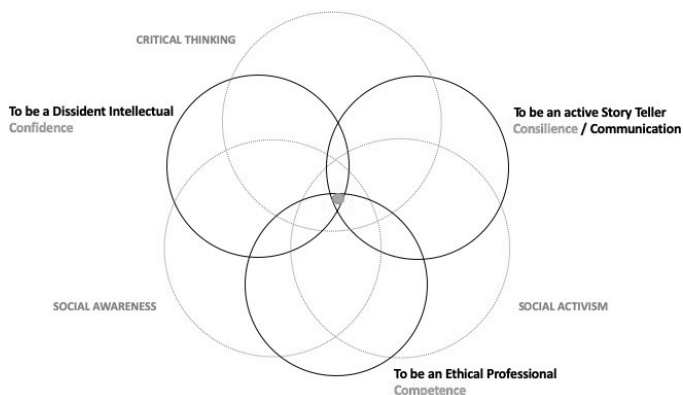 CRITICAL THINKING
To be a Dissident Intellectual
Confidence
To be an active Story Teller
Consilience / Communication
SOCIAL AWARENESS
SOCIAL ACTIVISM
To be an Ethical Professional
Competence